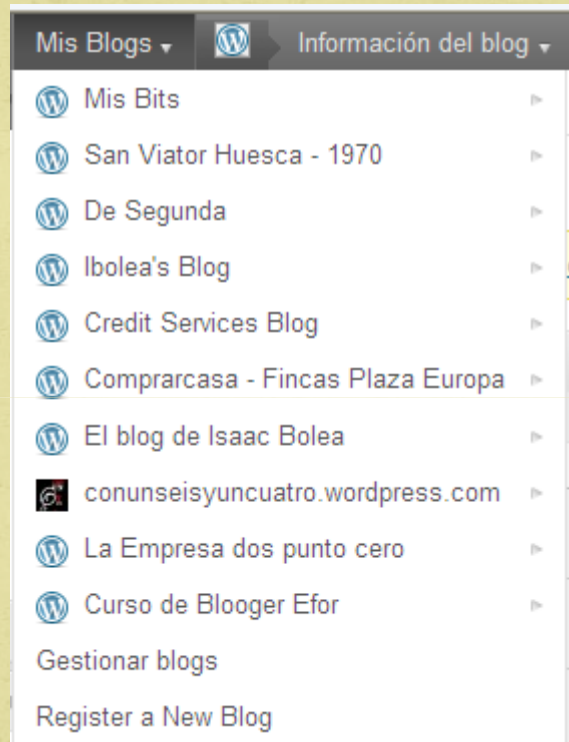 Mis Blogs Información del blog
Mis Bits
San Viator Huesca - 1970
De Segunda
Ibolea's Blog
Credit Services Blog
Comprarcasa - Fincas Plaza Europa
El blog de Isaac Bolea
conunseisyuncuatro.wordpress.com
La Empresa dos punto cero
Curso de Blooger Efor
Gestionar blogs
Register a New Blog